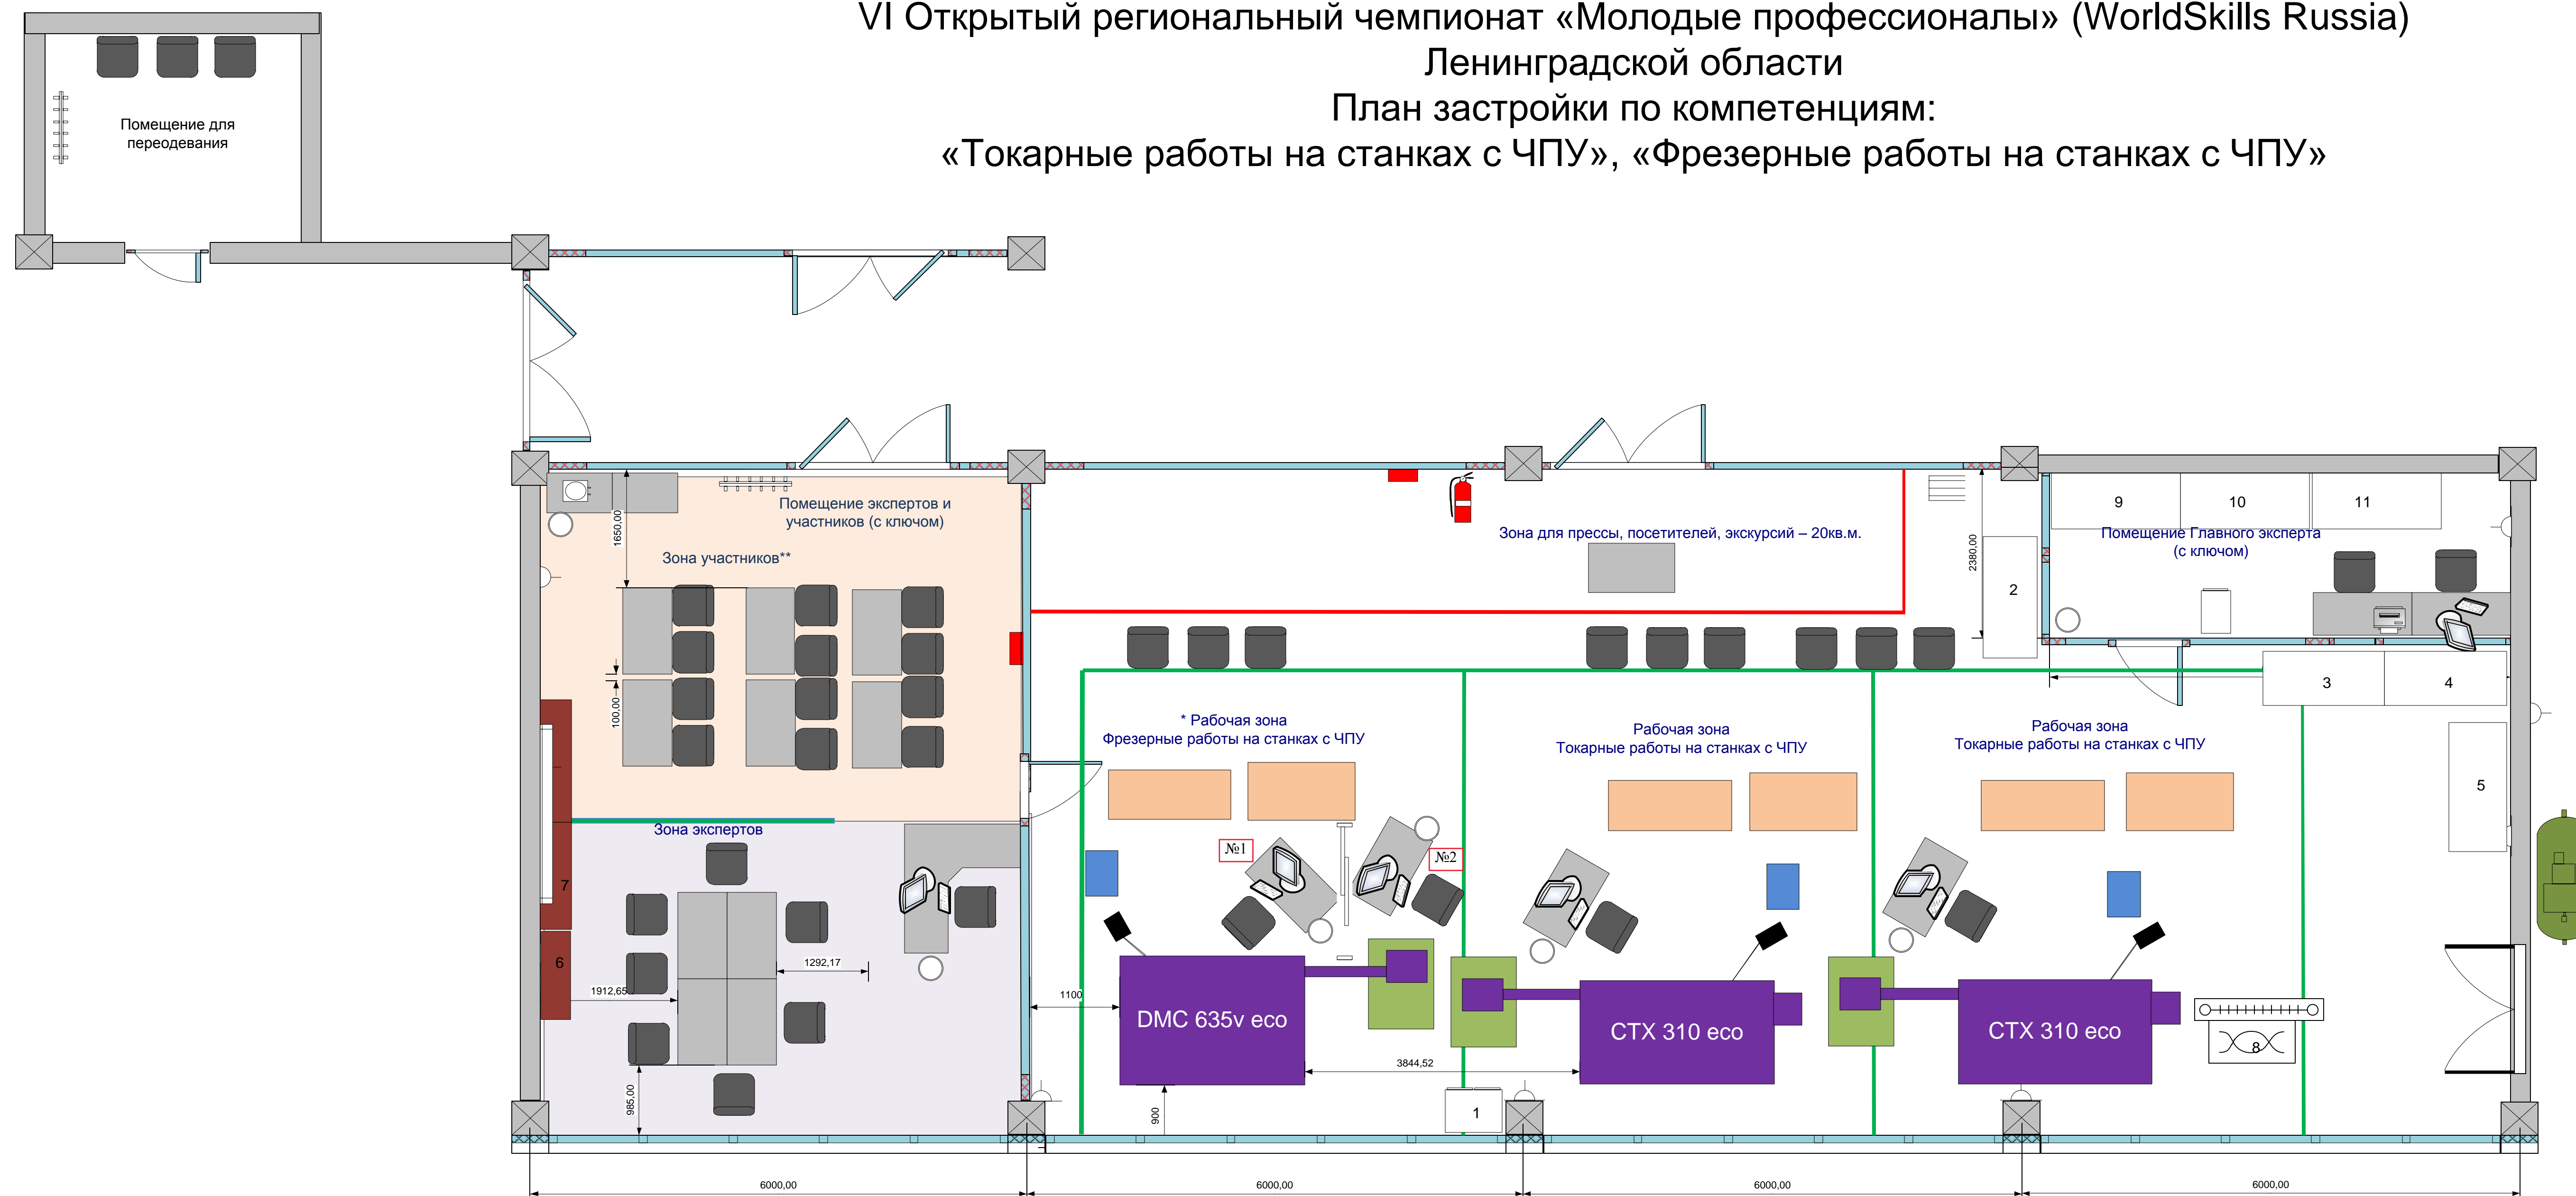 VI Открытый региональный чемпионат «Молодые профессионалы» (WorldSkills Russia)
Ленинградской области
План застройки по компетенциям:
«Токарные работы на станках с ЧПУ», «Фрезерные работы на станках с ЧПУ»
Помещение для
переодевания
Помещение экспертов и
участников (с ключом)
1650,00
Зона участников**
100,00
Зона экспертов
7
6
1912,65
1292,17
985,00
Зона для прессы, посетителей, экскурсий – 20кв.м.
2380,00
2
9
10
11
Помещение Главного эксперта
(с ключом)
3
4
5
* Рабочая зона
Фрезерные работы на станках с ЧПУ
Рабочая зона
Токарные работы на станках с ЧПУ
Рабочая зона
Токарные работы на станках с ЧПУ
№1
№2
1100
DMC 635v eco
CTX 310 eco
CTX 310 eco
8
3844,52
900
1
6000,00
6000,00
6000,00
6000,00